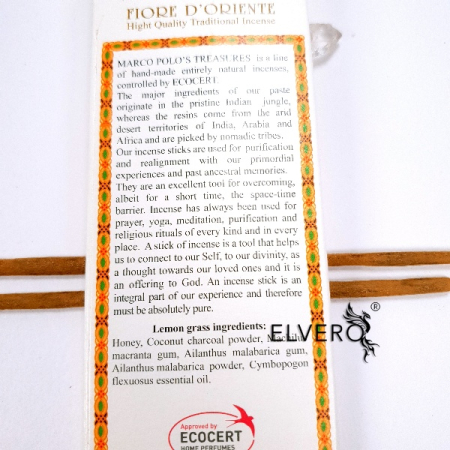 FIORE D'ORIENTE
Hight Quality Traditional Incense
MARCO POLO'S TREASURES is a line
of hand-made entirely natural incenses,
controlled by ECOCERT.
The major ingredients of our paste
originate in the pristine Indian jungle,
whereas the resins come from the arid
desert territories of India, Arabia and
Africa and are picked by nomadic tribes.
Our incense sticks are used for purification
and realignment with our primordial
experiences and past ancestral memories.
They are an excellent tool for overcoming,
albeit for a short time, the space-time
barrier. Incense has always been used for
prayer, yoga, meditation, purification and
religious rituals of every kind and in every
place. A stick of incense is a tool that helps
us to connect to our Self, to our divinity, as
a thought towards our loved ones and it is
an offering to God. An incense stick is an
integral part of our experience and therefore
must be absolutely pure.
Lemon grass ingredients:
Honey, Coconut charcoal powder,
macranta gum, Ailanthus malabarica gum,
Ailanthus malabarica powder, Cymbopogon
flexuosus essential oil.
ELVERO ®
Approved by
ECOCERT
HOME PERFUMES